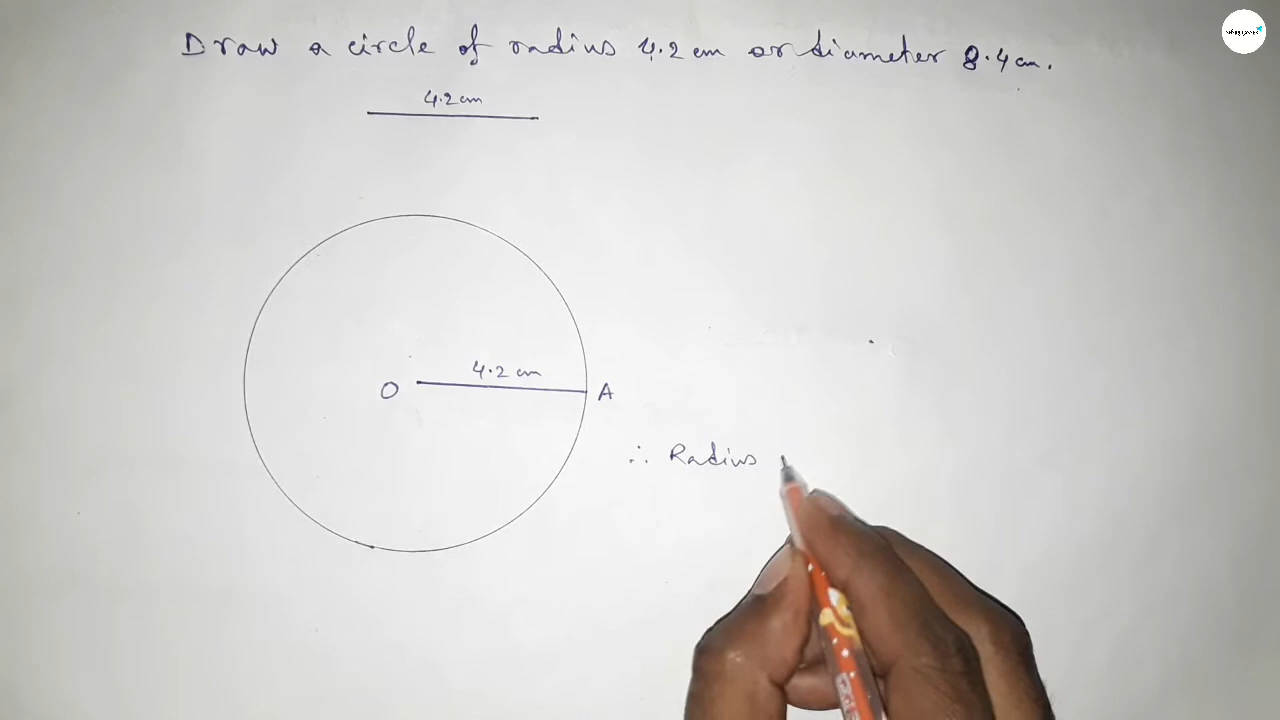 Draw a circle of radius 4.2 cm or diameter 8.4 cm.
4.2 cm
4.2 cm
O A
∴ Radius